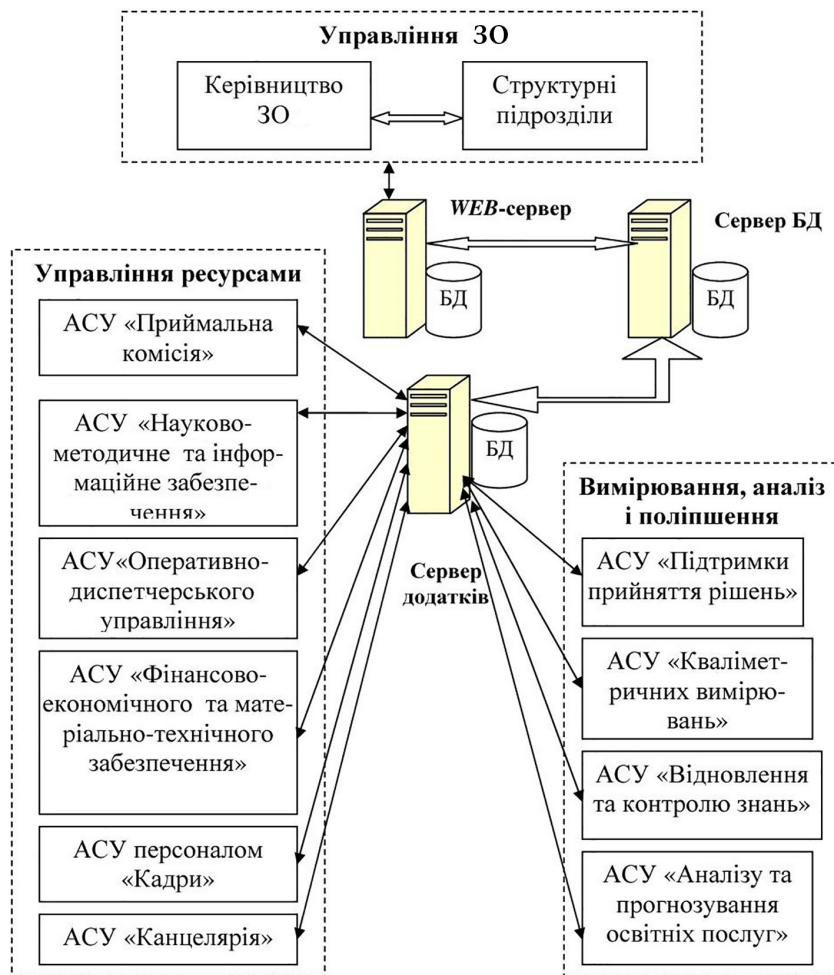 Управління ЗО
Керівництво
ЗО
Структурні
підрозділи
WEB-сервер
Сервер БД
БД
БД
Управління ресурсами
АСУ «Приймальна
комісія»
АСУ «Науково-
методичне та інфор-
маційне забезпе-
чення»
АСУ«Оперативно-
диспетчерського
управління»
АСУ «Фінансово-
економічного та мате-
ріально-технічного
забезпечення»
АСУ персоналом
«Кадри»
АСУ «Канцелярія»
БД
Сервер
додатків
Вимірювання, аналіз
і поліпшення
АСУ «Підтримки
прийняття рішень»
АСУ «Квалімет-
ричних вимірю-
вань»
АСУ «Відновлення
та контролю знань»
АСУ «Аналізу та
прогнозування
освітніх послуг»